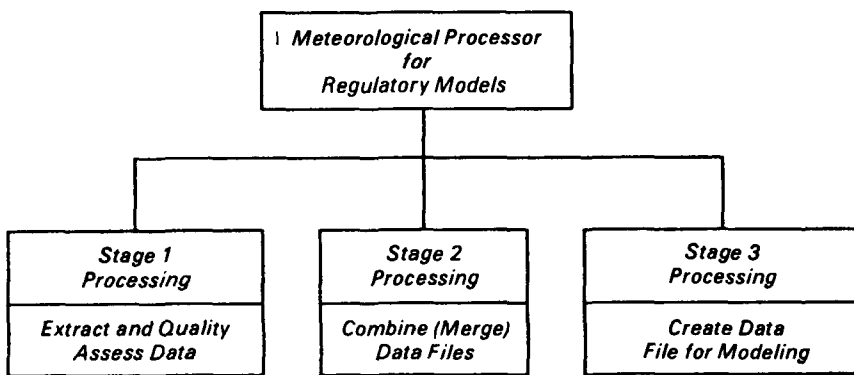 Meteorological Processor
for
Regulatory Models
Stage 1
Processing
Extract and Quality
Assess Data
Stage 2
Processing
Combine (Merge)
Data Files
Stage 3
Processing
Create Data
File for Modeling